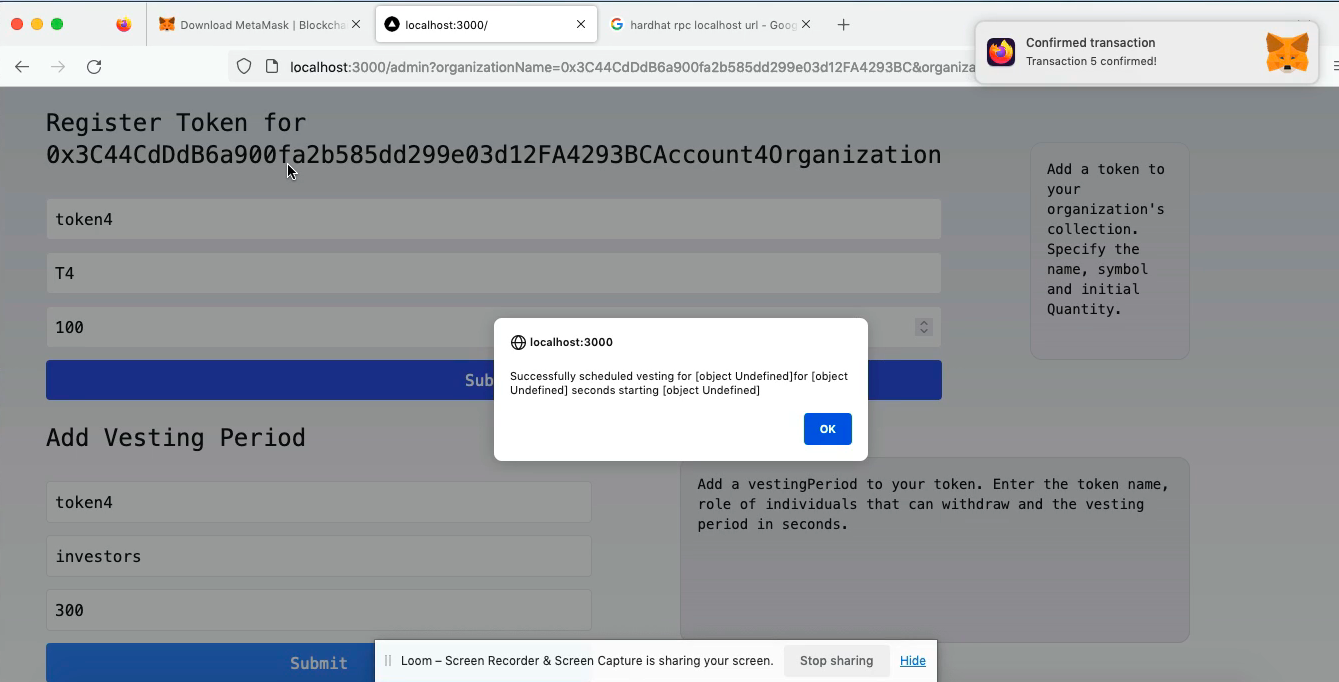 Download MetaMask | Blockcha
localhost:3000/
hardhat rpc localhost url - Goog
Confirmed transaction
Transaction 5 confirmed!
localhost:3000/admin?organizationName=0x3C44CdDdB6a900fa2b585dd299e03d12FA4293BC&organiza
Register Token for
0x3C44CdDdB6a900fa2b585dd299e03d12FA4293BCAccount4Organization
token4
T4
100
Sub
Add a token to
your
organization's
collection.
Specify the
name, symbol
and initial
Quantity.
localhost:3000
Successfully scheduled vesting for [object Undefined]for [object
Undefined] seconds starting [object Undefined]
OK
Add Vesting Period
token4
investors
300
Submit
Add a vestingPeriod to your token. Enter the token name,
role of individuals that can withdraw and the vesting
period in seconds.
Loom – Screen Recorder & Screen Capture is sharing your screen.
Stop sharing
Hide